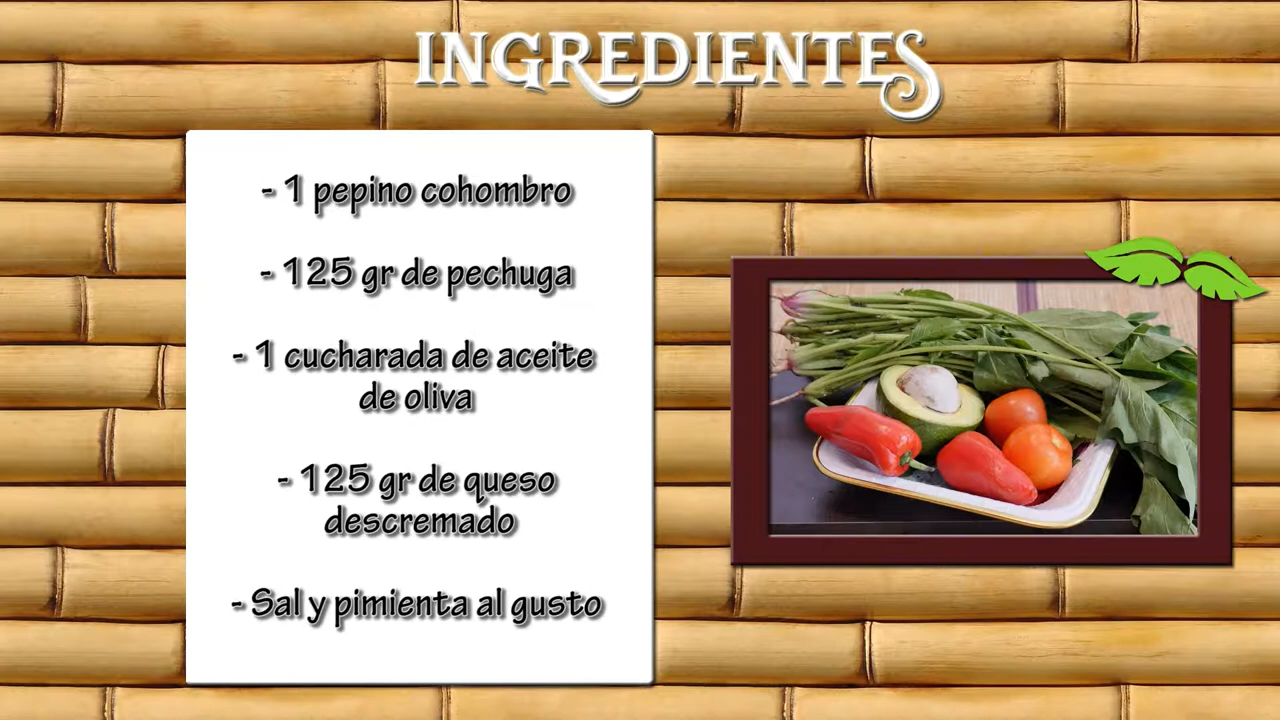 INGREDIENTES
- 1 pepino cohombro
- 125 gr de pechuga
- 1 cucharada de aceite
de oliva
- 125 gr de queso
descremado
- Sal y pimienta al gusto